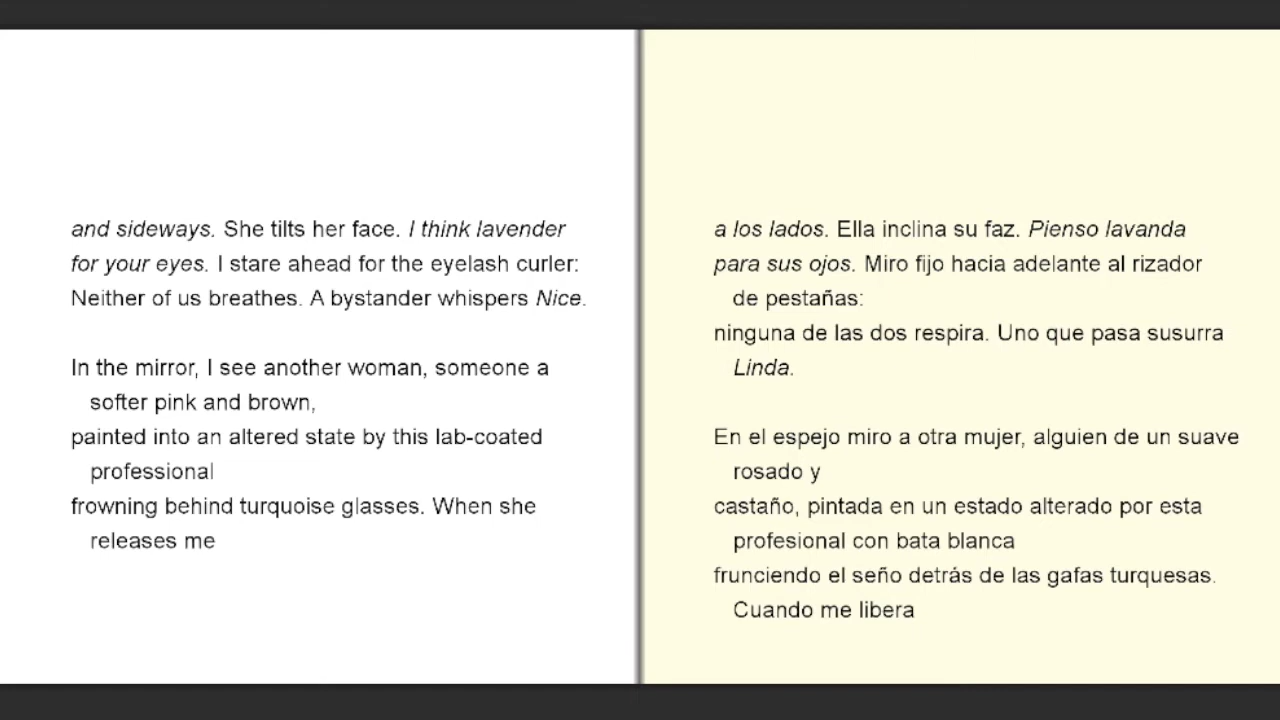 and sideways. She tilts her face. I think lavender
for your eyes. I stare ahead for the eyelash curler:
Neither of us breathes. A bystander whispers Nice.
In the mirror, I see another woman, someone a
softer pink and brown,
painted into an altered state by this lab-coated
professional
frowning behind turquoise glasses. When she
releases me
a los lados. Ella inclina su faz. Pienso lavanda
para sus ojos. Miro fijo hacia adelante al rizador
de pestañas:
ninguna de las dos respira. Uno que pasa susurra
Linda.
En el espejo miro a otra mujer, alguien de un suave
rosado y
castaño, pintada en un estado alterado por esta
profesional con bata blanca
frunciendo el seño detrás de las gafas turquesas.
Cuando me libera